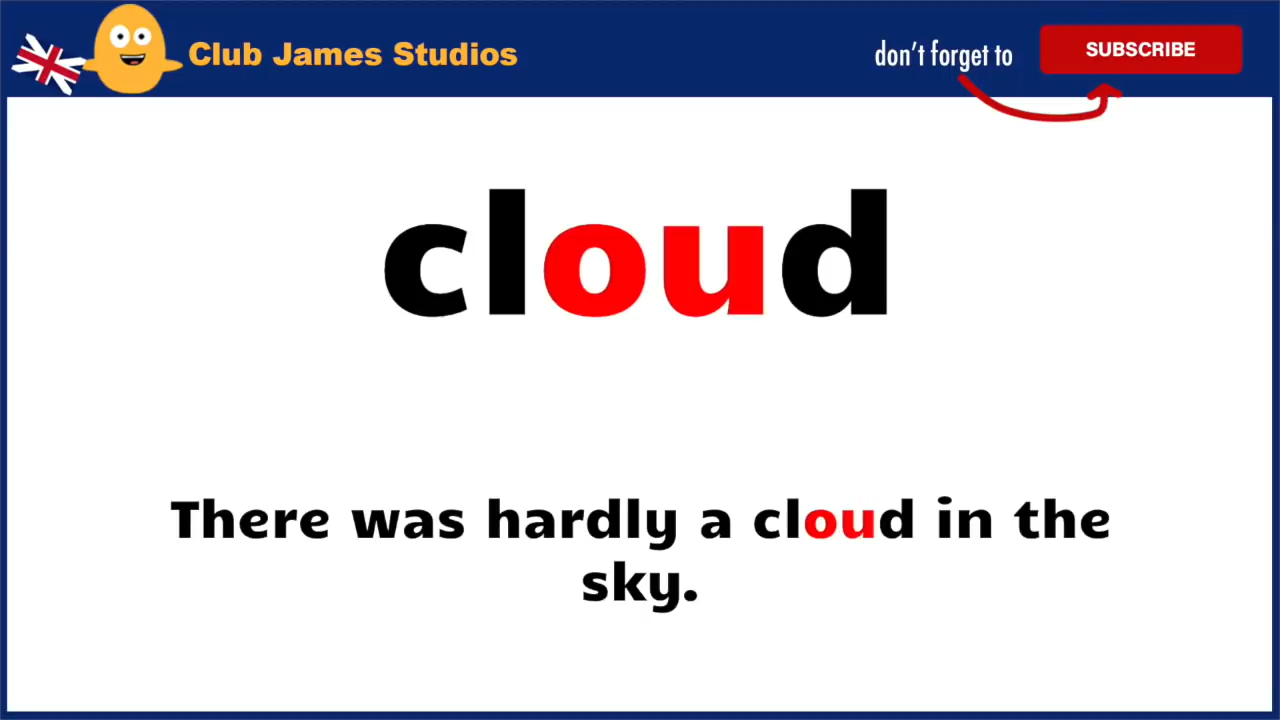 Club James Studios
don't forget to
SUBSCRIBE
cloud
There was hardly a cloud in the
sky.